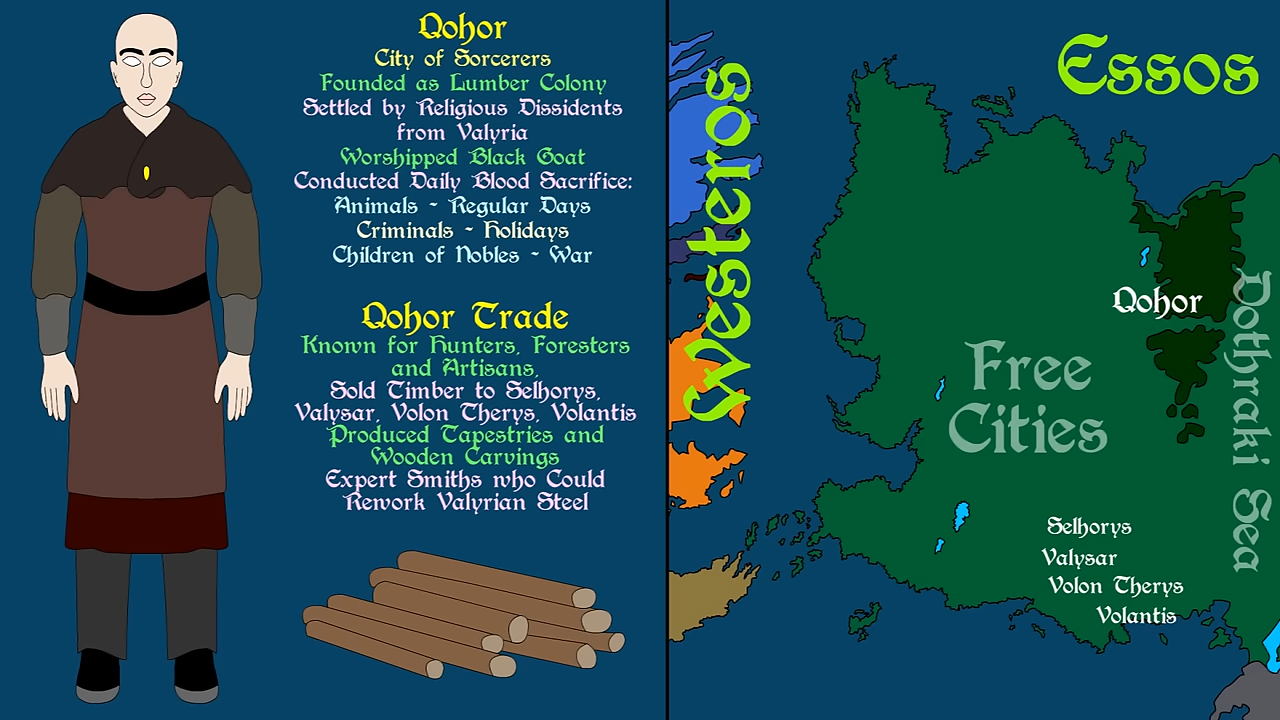 Qohor
City of Sorcerers
Founded as Lumber Colony
Settled by Religious Dissidents
from Valyria
Worshipped Black Goat
Conducted Daily Blood Sacrifice:
Animals - Regular Days
Criminals - Holidays
Children of Nobles - War
Qohor Trade
Known for Hunters, Foresters
and Artisans,
Sold Timber to Selhorys,
Valysar, Volon Therys, Volantis
Produced Tapestries and
Wooden Carvings
Expert Smiths who Could
Rework Valyrian Steel
Westeros
Essos
Qohor
Free
Cities
Dothraki Sea
Selhorys
Valysar
Volon Therys
Volantis